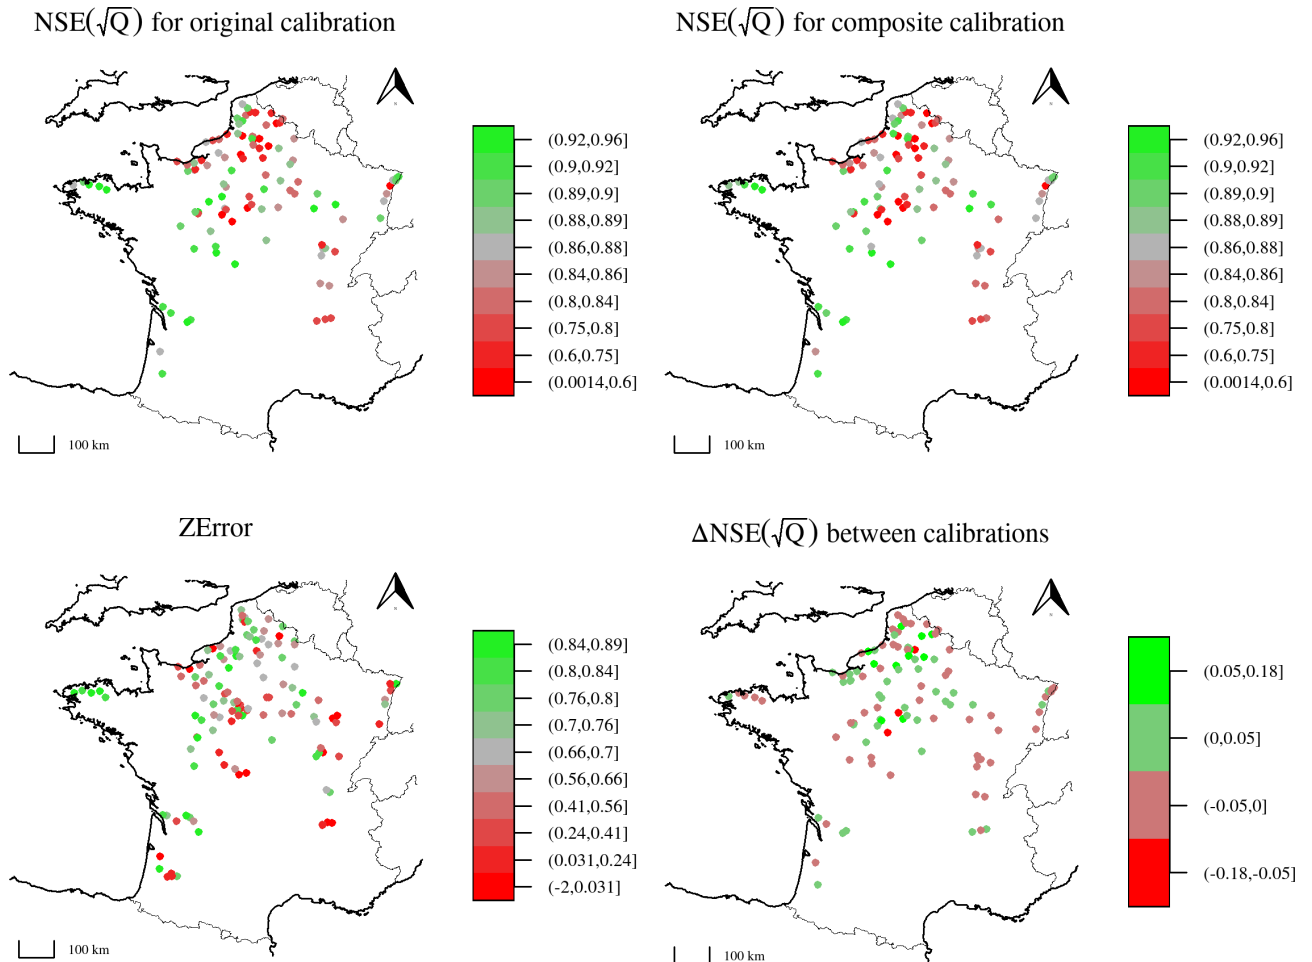 NSE(√Q) for original calibration
NSE(√Q) for composite calibration
N
(0.92,0.96]
(0.9,0.92]
(0.89,0.9]
(0.88,0.89]
(0.86,0.88]
(0.84,0.86]
(0.8,0.84]
(0.75,0.8]
(0.6,0.75]
(0.0014,0.6]
100 km
N
(0.92,0.96]
(0.9,0.92]
(0.89,0.9]
(0.88,0.89]
(0.86,0.88]
(0.84,0.86]
(0.8,0.84]
(0.75,0.8]
(0.6,0.75]
(0.0014,0.6]
100 km
ZError
ΔNSE(√Q) between calibrations
N
(0.84,0.89]
(0.8,0.84]
(0.76,0.8]
(0.7,0.76]
(0.66,0.7]
(0.56,0.66]
(0.41,0.56]
(0.24,0.41]
(0.031,0.24]
(-2,0.031]
100 km
N
(0.05,0.18]
(0,0.05]
(-0.05,0]
(-0.18,-0.05]
100 km